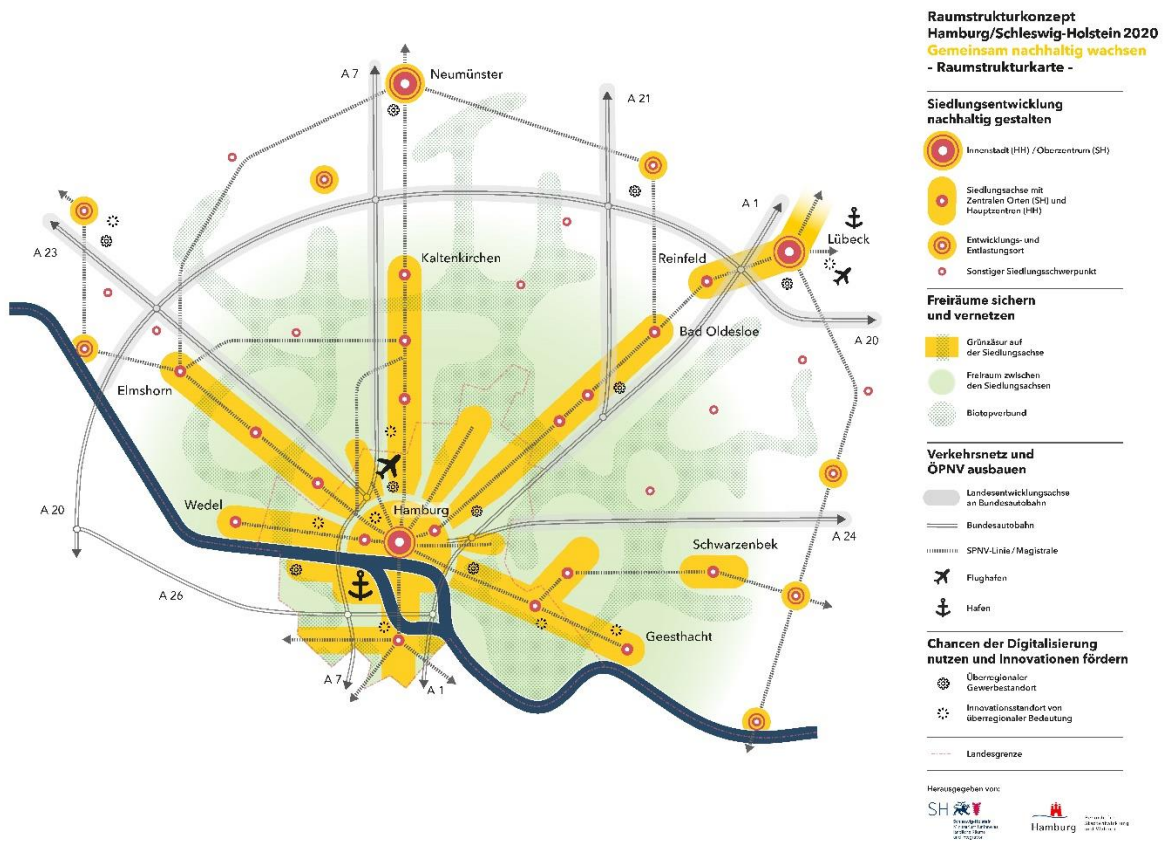 Raumstrukturkonzept
Hamburg/Schleswig-Holstein 2020
Gemeinsam nachhaltig wachsen
- Raumstrukturkarte -
Siedlungsentwicklung
nachhaltig gestalten
Innenstadt (HH) / Oberzentrum (SH)
Siedlungsachse mit
Zentralen Orten (SH) und
Hauptzentren (HH)
Entwicklungs- und
Entlastungsort
Sonstiger Siedlungsschwerpunkt
Freiräume sichern
und vernetzen
Grünzäsur auf
der Siedlungsachse
Freiraum zwischen
den Siedlungsachsen
Biotopverbund
Verkehrsnetz und
ÖPNV ausbauen
Landesentwicklungsachse
an Bundesautobahn
Bundesautobahn
SPNV-Linie / Magistrale
Flughafen
Hafen
Chancen der Digitalisierung
nutzen und Innovationen fördern
Überregionaler
Gewerbestandort
Innovationsstandort von
überregionaler Bedeutung
Landesgrenze
Herausgegeben von:
SH
Hamburg
A 7
Neumünster
A 21
A 1
Lübeck
A 23
Kaltenkirchen
Reinfeld
Bad Oldesloe
A 20
Elmshorn
Wedel
Hamburg
A 20
A 24
Schwarzenbek
A 26
Geesthacht
A 7
A 1